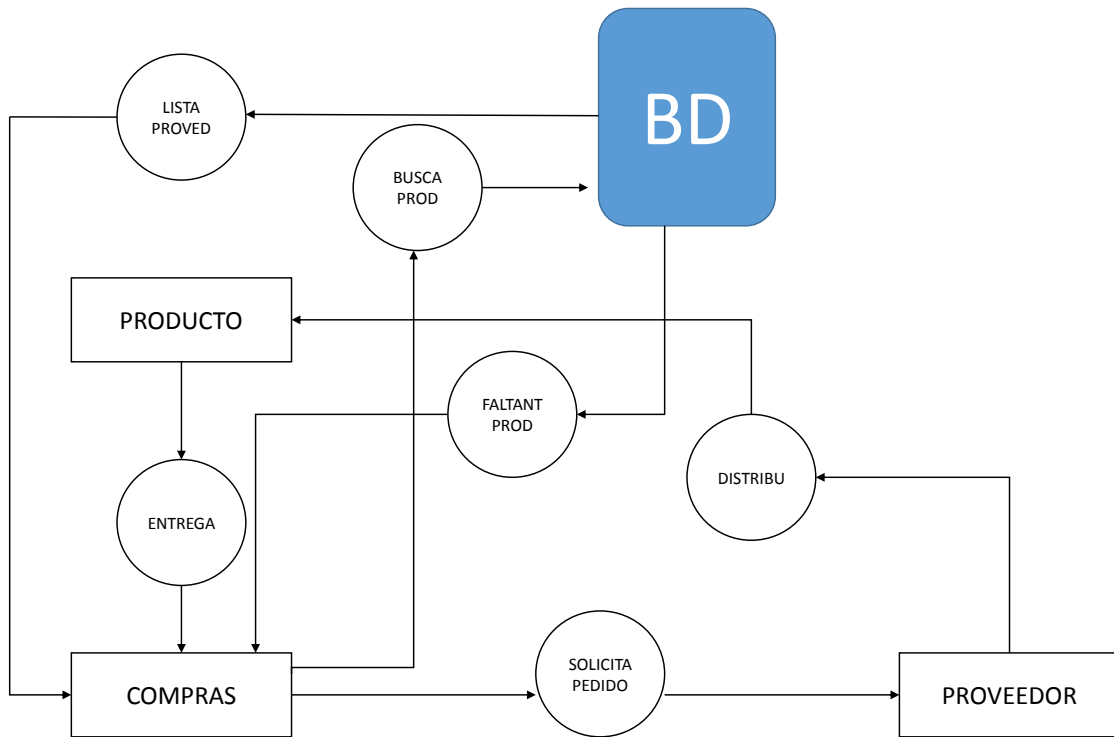 BD
LISTA
PROVED
BUSCA
PROD
PRODUCTO
FALTANT
PROD
DISTRIBU
ENTREGA
SOLICITA
PEDIDO
COMPRAS
PROVEEDOR